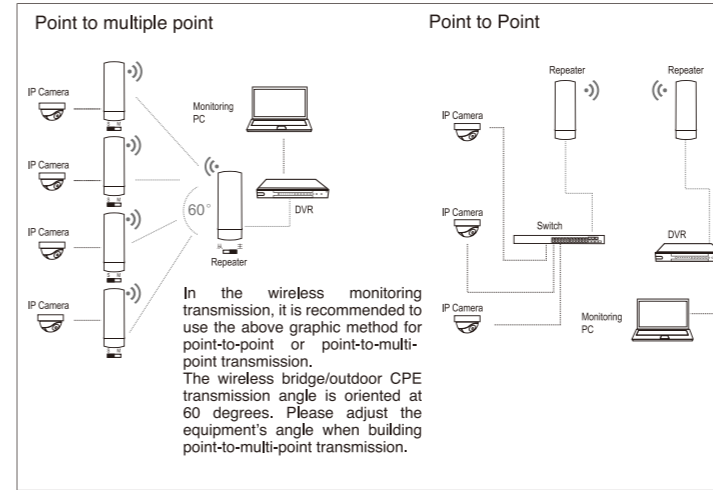 Point to multiple point
IP Camera
IP Camera
IP Camera
IP Camera
Monitoring
PC
DVR
60°
Repeater
In the wireless monitoring
transmission, it is recommended to
use the above graphic method for
point-to-point or point-to-multi-
point transmission.
The wireless bridge/outdoor CPE
transmission angle is oriented at
60 degrees. Please adjust the
equipment's angle when building
point-to-multi-point transmission.
Point to Point
Repeater
Repeater
IP Camera
IP Camera
Switch
DVR
IP Camera
Monitoring
PC